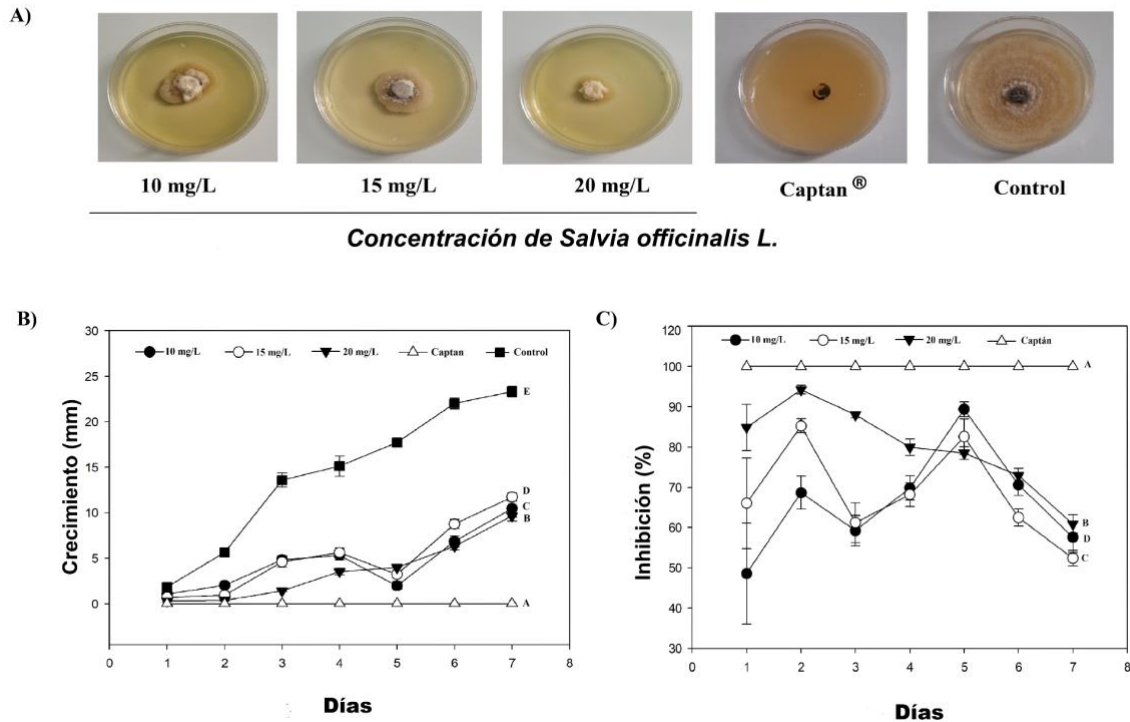 A)
10 mg/L
15 mg/L
20 mg/L
Captan ®
Control
Concentración de Salvia officinalis L.
B)
Crecimiento (mm)
30
25
20
15
10
5
0
10 mg/L
15 mg/L
20 mg/L
Captan
Control
E
D
C
B
A
0
1
2
3
4
5
6
7
8
Días
C)
Inhibición (%)
120
110
100
90
80
70
60
50
40
30
10 mg/L
15 mg/L
20 mg/L
Captán
A
B
D
C
0
1
2
3
4
5
6
7
8
Días